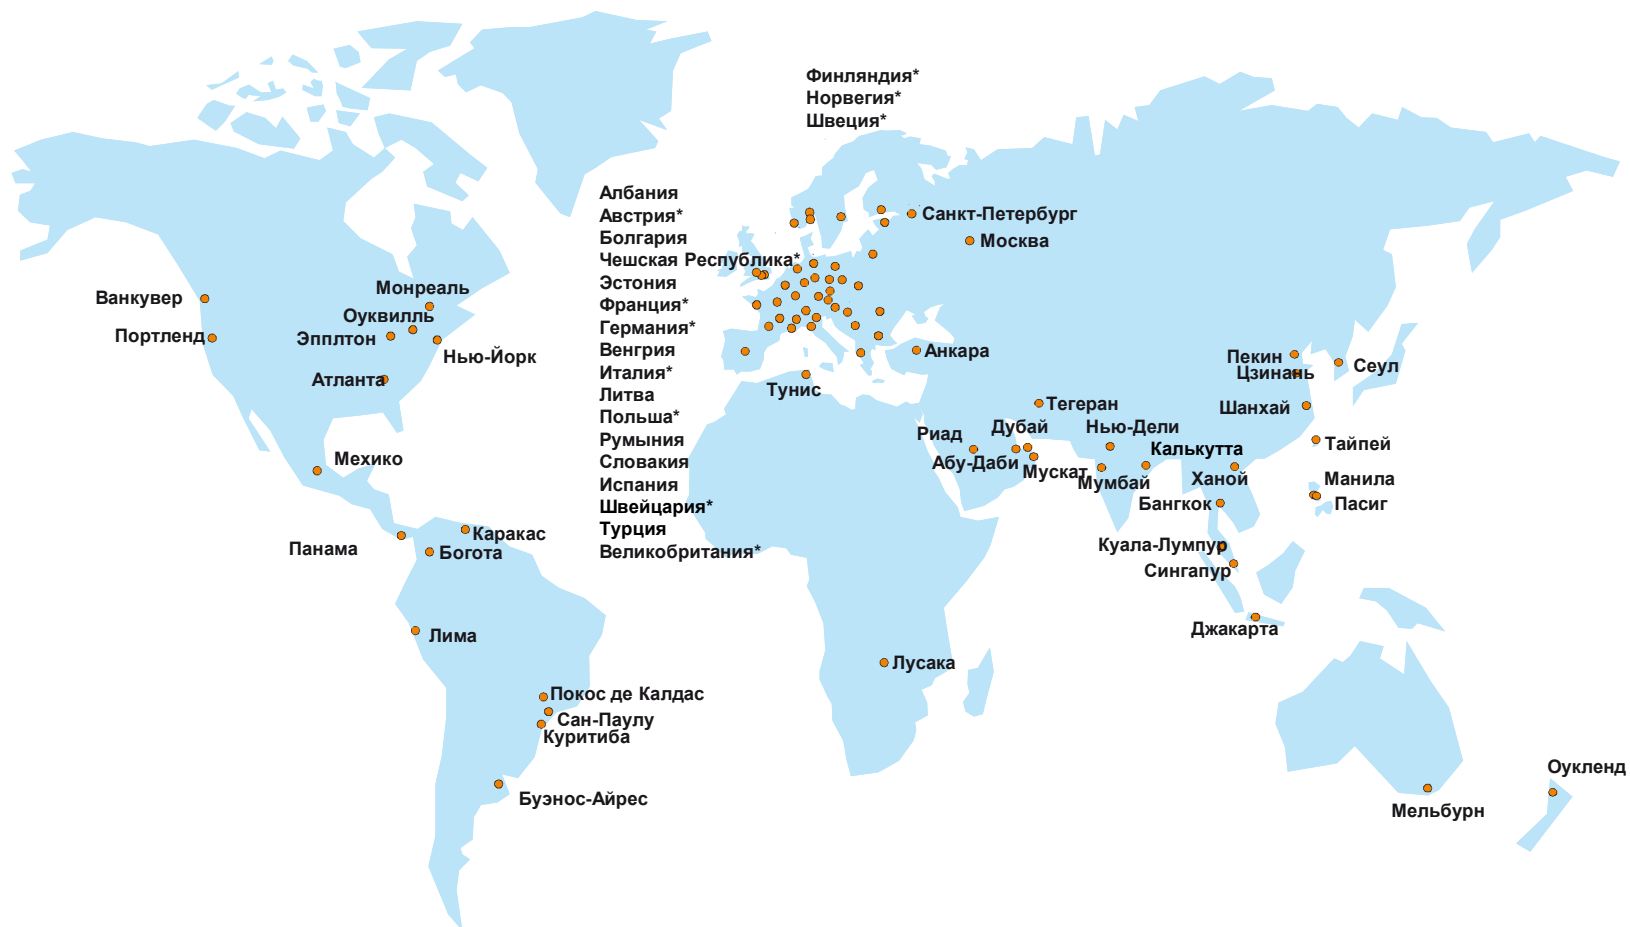 Финляндия*
Норвегия*
Швеция*
Албания
Австрия*
Болгария
Чешская Республика*
Эстония
Франция*
Германия*
Венгрия
Италия*
Литва
Польша*
Румыния
Словакия
Испания
Швейцария*
Турция
Великобритания*
Ванкувер
Портленд
Монреаль
Оуквилль
Эпплтон
Нью-Йорк
Атланта
Мехико
Панама
Каракас
Богота
Лима
Покос де Калдас
Сан-Паулу
Куритиба
Буэнос-Айрес
Санкт-Петербург
Москва
Анкара
Тунис
Тегеран
Риад
Дубай
Абу-Даби
Мускат
Нью-Дели
Калькутта
Мумбай
Лусака
Пекин
Цзинань
Сеул
Шанхай
Тайпей
Ханой
Манила
Пасиг
Бангкок
Куала-Лумпур
Сингапур
Джакарта
Мельбурн
Оукленд